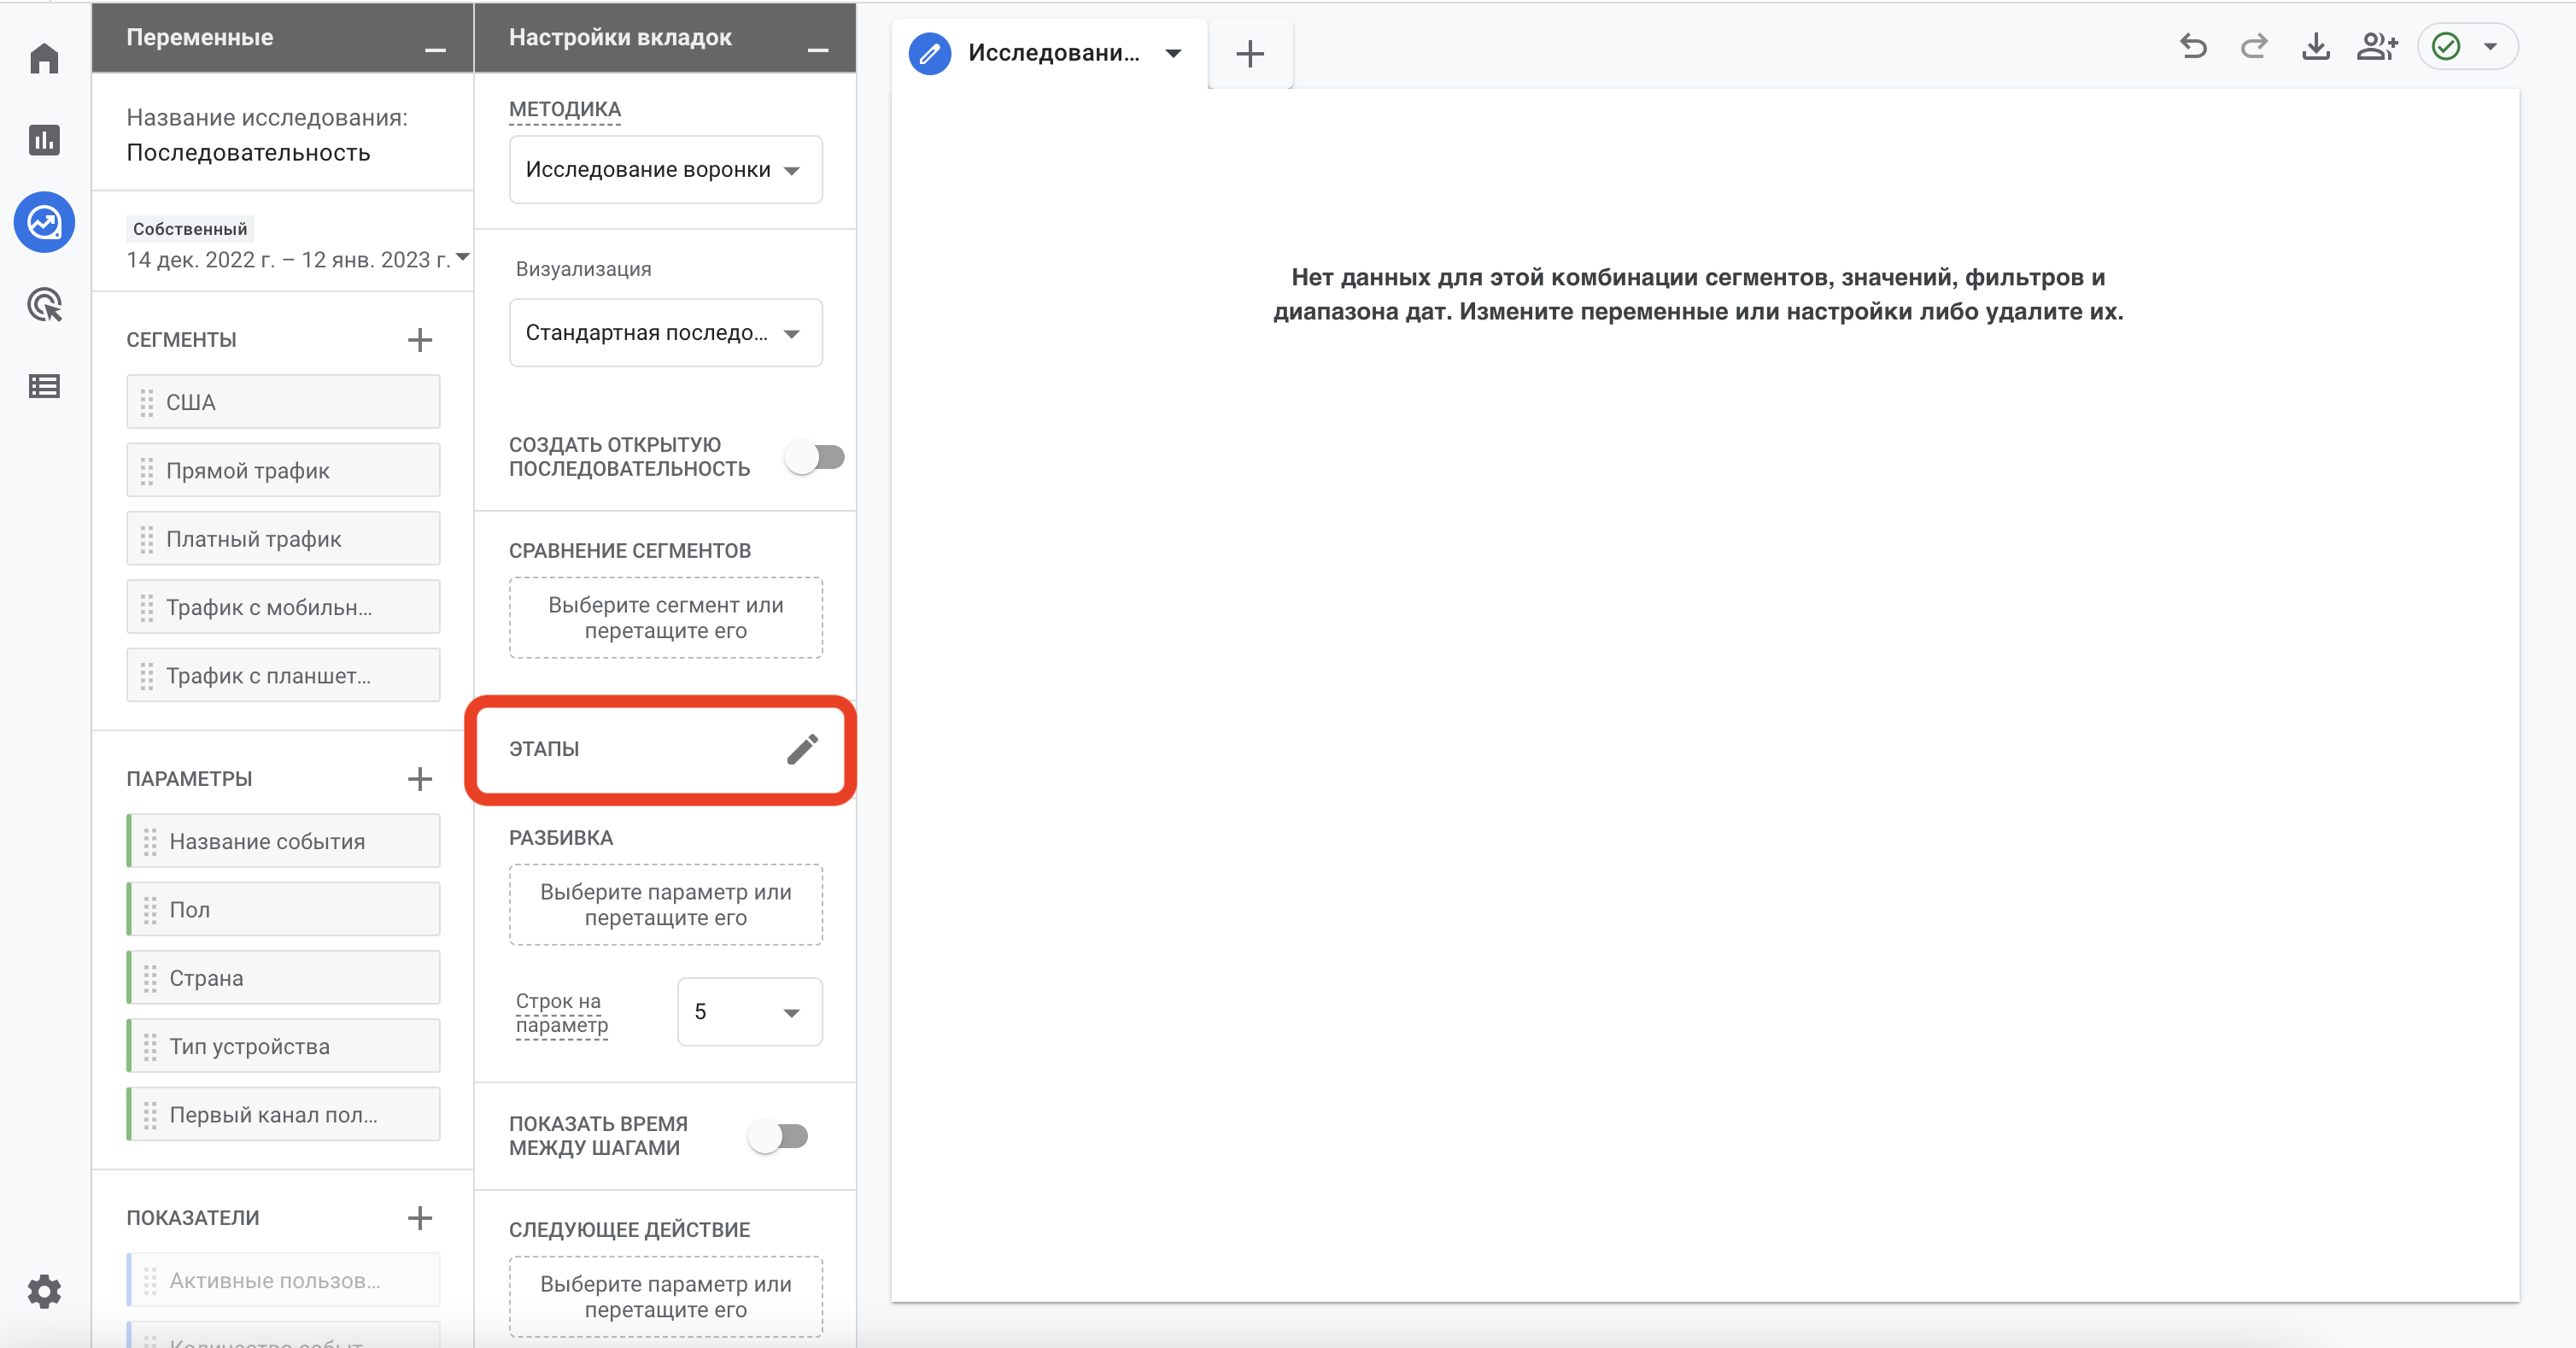 Переменные
Название исследования:
Последовательность
Собственный
14 дек. 2022 г. – 12 янв. 2023 г.
СЕГМЕНТЫ
США
Прямой трафик
Платный трафик
Трафик с мобильн...
Трафик с планшет...
ПАРАМЕТРЫ
Название события
Пол
Страна
Тип устройства
Первый канал пол...
ПОКАЗАТЕЛИ
Активные пользов...
Количество событ...
Настройки вкладок
МЕТОДИКА
Исследование воронки
Визуализация
Стандартная последо...
СОЗДАТЬ ОТКРЫТУЮ
ПОСЛЕДОВАТЕЛЬНОСТЬ
СРАВНЕНИЕ СЕГМЕНТОВ
Выберите сегмент или
перетащите его
ЭТАПЫ
РАЗБИВКА
Выберите параметр или
перетащите его
Строк на
параметр
5
ПОКАЗАТЬ ВРЕМЯ
МЕЖДУ ШАГАМИ
СЛЕДУЮЩЕЕ ДЕЙСТВИЕ
Выберите параметр или
перетащите его
Исследовани...
Нет данных для этой комбинации сегментов, значений, фильтров и
диапазона дат. Измените переменные или настройки либо удалите их.